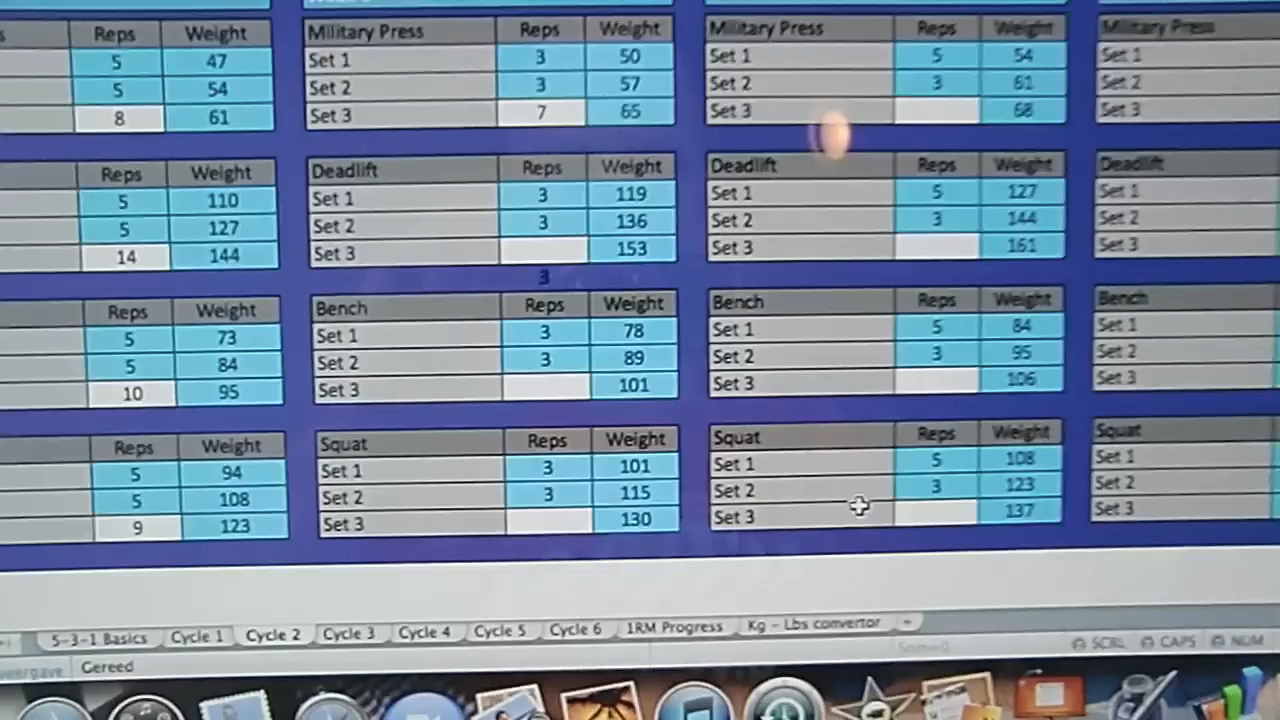 Reps Weight Military Press Reps Weight Military Press Reps Weight Military Press
5 47 Set 1 3 50 Set 1 5 54 Set 1
5 54 Set 2 3 57 Set 2 3 61 Set 2
8 61 Set 3 7 65 Set 3 68 Set 3
Reps Weight Deadlift Reps Weight Deadlift Reps Weight Deadlift
5 110 Set 1 3 119 Set 1 5 127 Set 1
5 127 Set 2 3 136 Set 2 3 144 Set 2
14 144 Set 3 153 Set 3 161 Set 3
3
Reps Weight Bench Reps Weight Bench Reps Weight Bench
5 73 Set 1 3 78 Set 1 5 84 Set 1
5 84 Set 2 3 89 Set 2 3 95 Set 2
10 95 Set 3 101 Set 3 106 Set 3
Reps Weight Squat Reps Weight Squat Reps Weight Squat
5 94 Set 1 3 101 Set 1 5 108 Set 1
5 108 Set 2 3 115 Set 2 3 123 Set 2
9 123 Set 3 130 Set 3 137 Set 3
5-3-1 Basics Cycle 1 Cycle 2 Cycle 3 Cycle 4 Cycle 5 Cycle 6 1RM Progress Kg - Lbs convertor
Gereed SCRL CAPS NUM